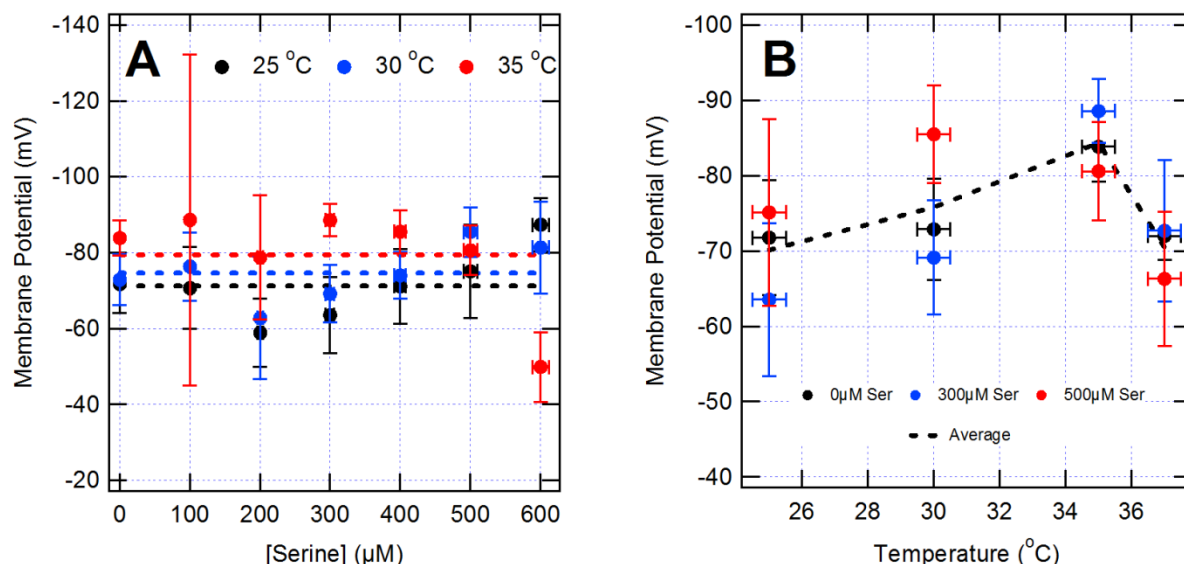 A
25 °C 30 °C 35 °C
Membrane Potential (mV)
-140
-120
-100
-80
-60
-40
-20
0 100 200 300 400 500 600
[Serine] (µM)
B
Membrane Potential (mV)
-100
-90
-80
-70
-60
-50
-40
0µM Ser 300µM Ser 500µM Ser
Average
26 28 30 32 34 36
Temperature (°C)